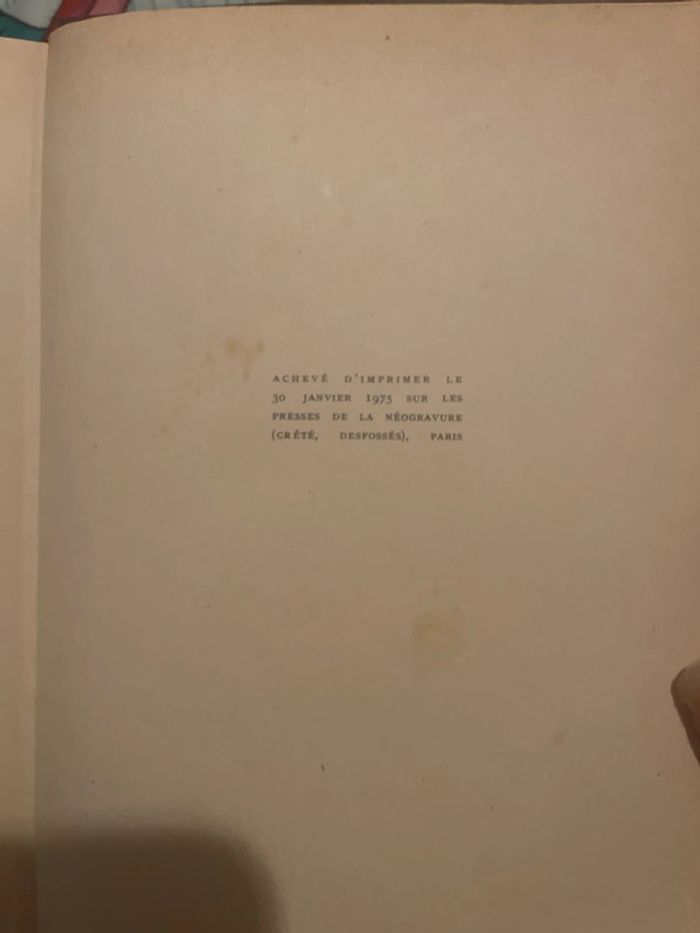 ACHEVÉ D'IMPRIMER LE
30 JANVIER 1975 SUR LES
PRESSES DE LA NÉOGRAVURE
(CRÉTÉ, DESFOSSÉS), PARIS